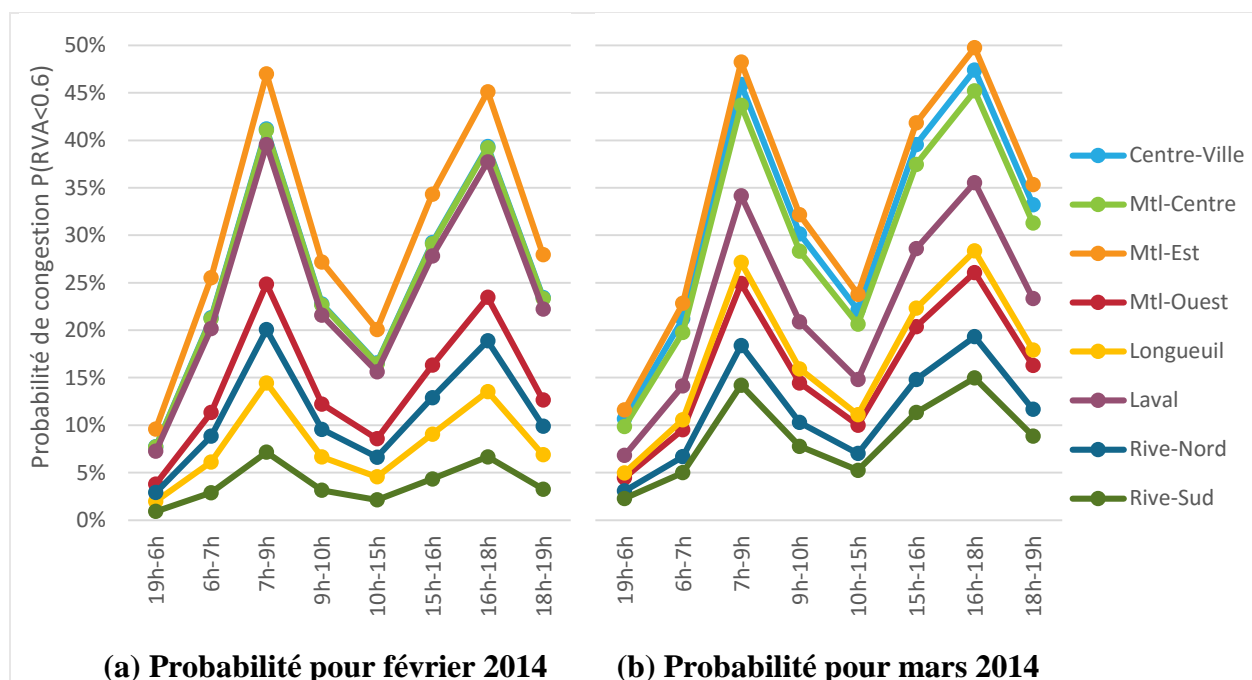 Probabilité de congestion P(RVA<0.6)
50%
45%
40%
35%
30%
25%
20%
15%
10%
5%
0%
19h-6h
6h-7h
7h-9h
9h-10h
10h-15h
15h-16h
16h-18h
18h-19h
19h-6h
6h-7h
7h-9h
9h-10h
10h-15h
15h-16h
16h-18h
18h-19h
Centre-Ville
Mtl-Centre
Mtl-Est
Mtl-Ouest
Longueuil
Laval
Rive-Nord
Rive-Sud
(a) Probabilité pour février 2014
(b) Probabilité pour mars 2014